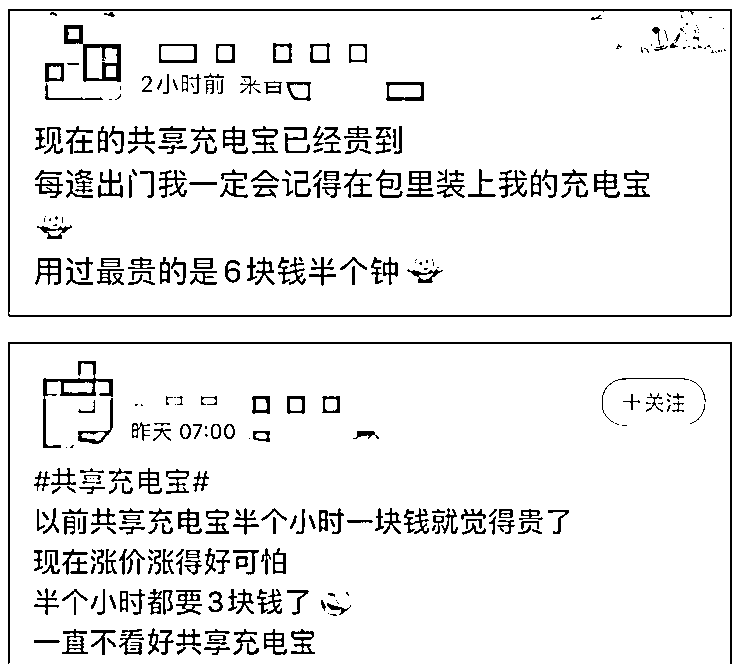 2小时前 来自
现在的共享充电宝已经贵到
每逢出门我一定会记得在包里装上我的充电宝
用过最贵的是6块钱半个钟
+关注
昨天 07:00
#共享充电宝#
以前共享充电宝半个小时一块钱就觉得贵了
现在涨价涨得好可怕
半个小时都要3块钱了
一直不看好共享充电宝